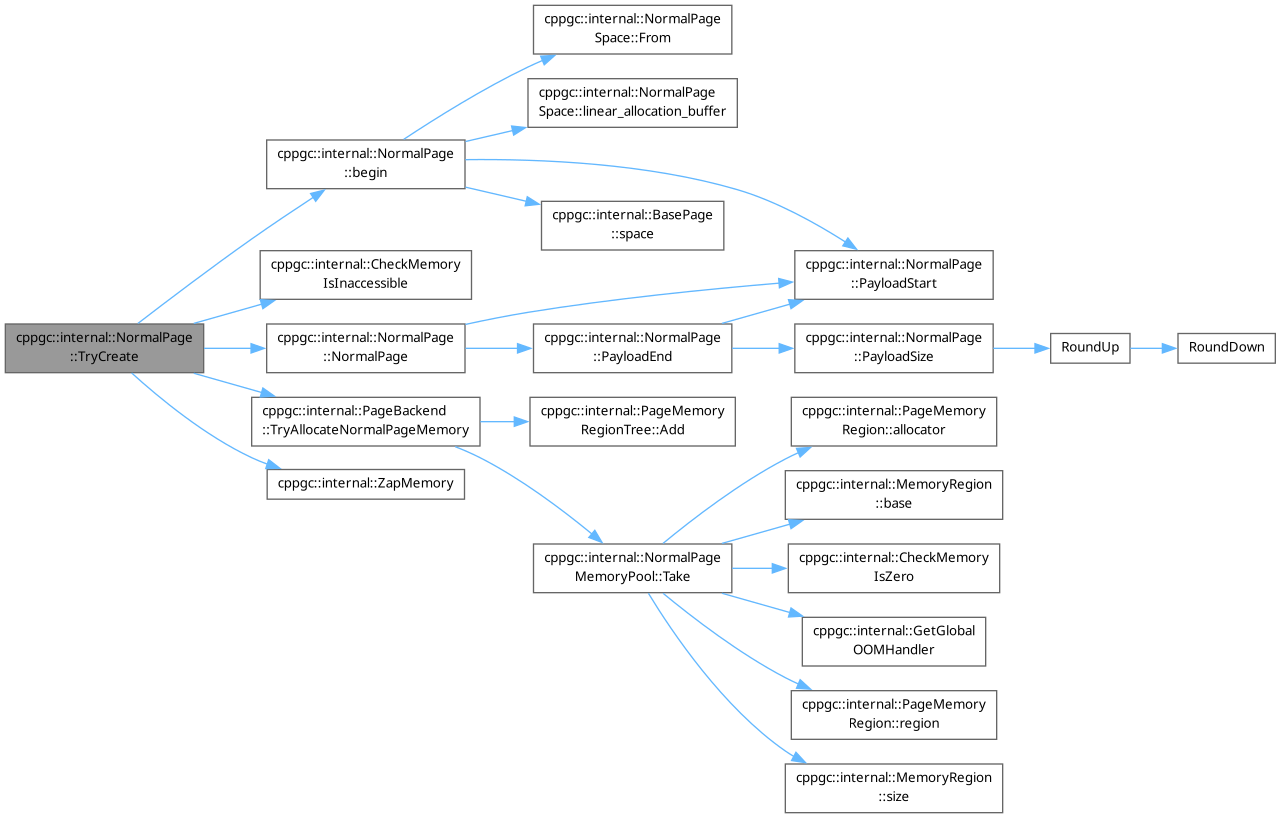 cppgc::internal::NormalPage
Space::From
cppgc::internal::NormalPage
Space::linear_allocation_buffer
cppgc::internal::NormalPage
::begin
cppgc::internal::BasePage
::space
cppgc::internal::CheckMemory
IsInaccessible
cppgc::internal::NormalPage
::PayloadStart
cppgc::internal::NormalPage
::TryCreate
cppgc::internal::NormalPage
::NormalPage
cppgc::internal::NormalPage
::PayloadEnd
cppgc::internal::NormalPage
::PayloadSize
RoundUp
RoundDown
cppgc::internal::PageBackend
::TryAllocateNormalPageMemory
cppgc::internal::PageMemory
RegionTree::Add
cppgc::internal::PageMemory
Region::allocator
cppgc::internal::ZapMemory
cppgc::internal::MemoryRegion
::base
cppgc::internal::NormalPage
MemoryPool::Take
cppgc::internal::CheckMemory
IsZero
cppgc::internal::GetGlobal
OOMHandler
cppgc::internal::PageMemory
Region::region
cppgc::internal::MemoryRegion
::size